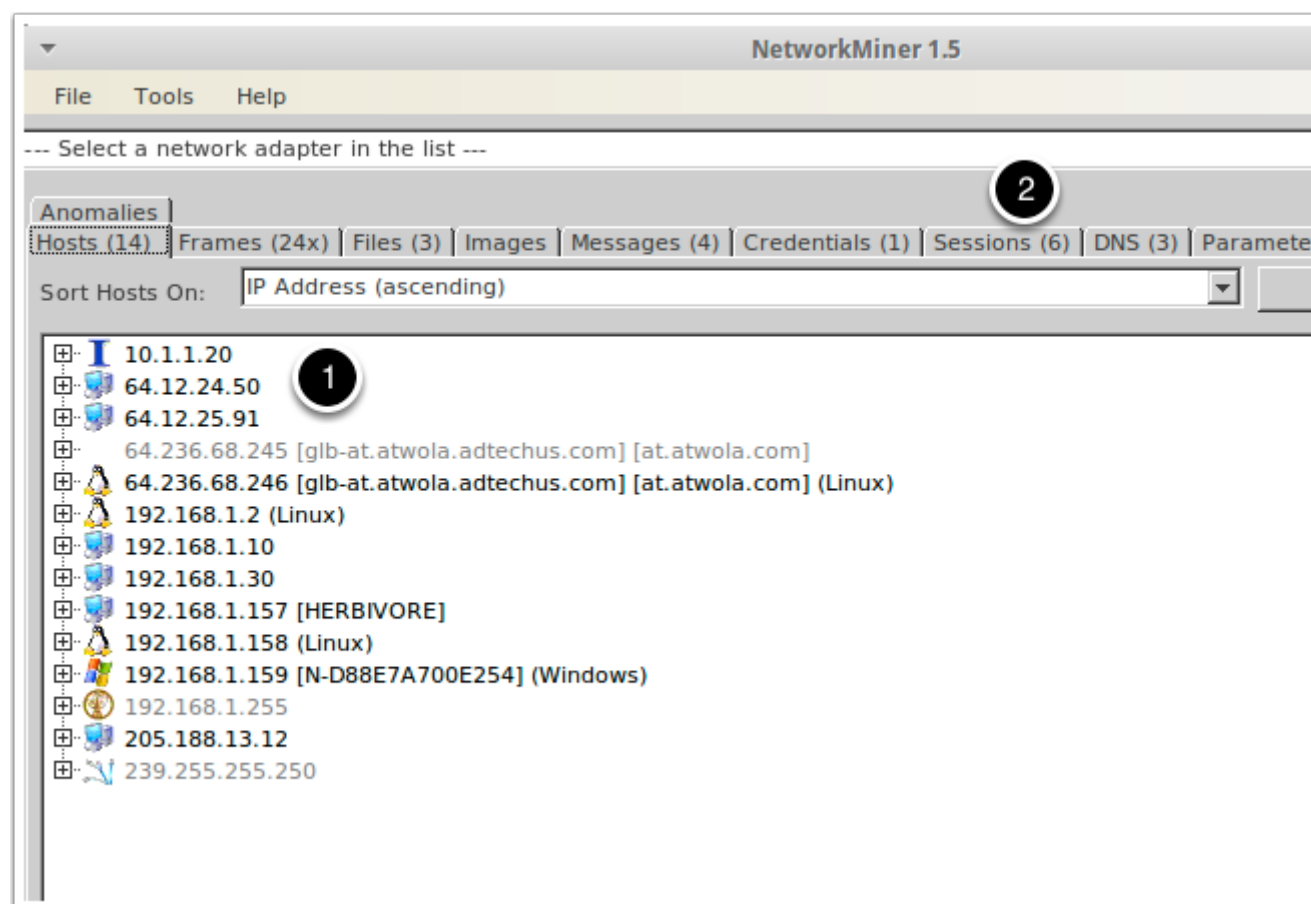 NetworkMiner 1.5
File Tools Help
--- Select a network adapter in the list ---
2
Anomalies
Hosts (14) Frames (24x) Files (3) Images Messages (4) Credentials (1) Sessions (6) DNS (3) Paramete
Sort Hosts On: IP Address (ascending)
10.1.1.20
1
64.12.24.50
64.12.25.91
64.236.68.245 [glb-at.atwola.adtechus.com] [at.atwola.com]
64.236.68.246 [glb-at.atwola.adtechus.com] [at.atwola.com] (Linux)
192.168.1.2 (Linux)
192.168.1.10
192.168.1.30
192.168.1.157 [HERBIVORE]
192.168.1.158 (Linux)
192.168.1.159 [N-D88E7A700E254] (Windows)
192.168.1.255
205.188.13.12
239.255.255.250